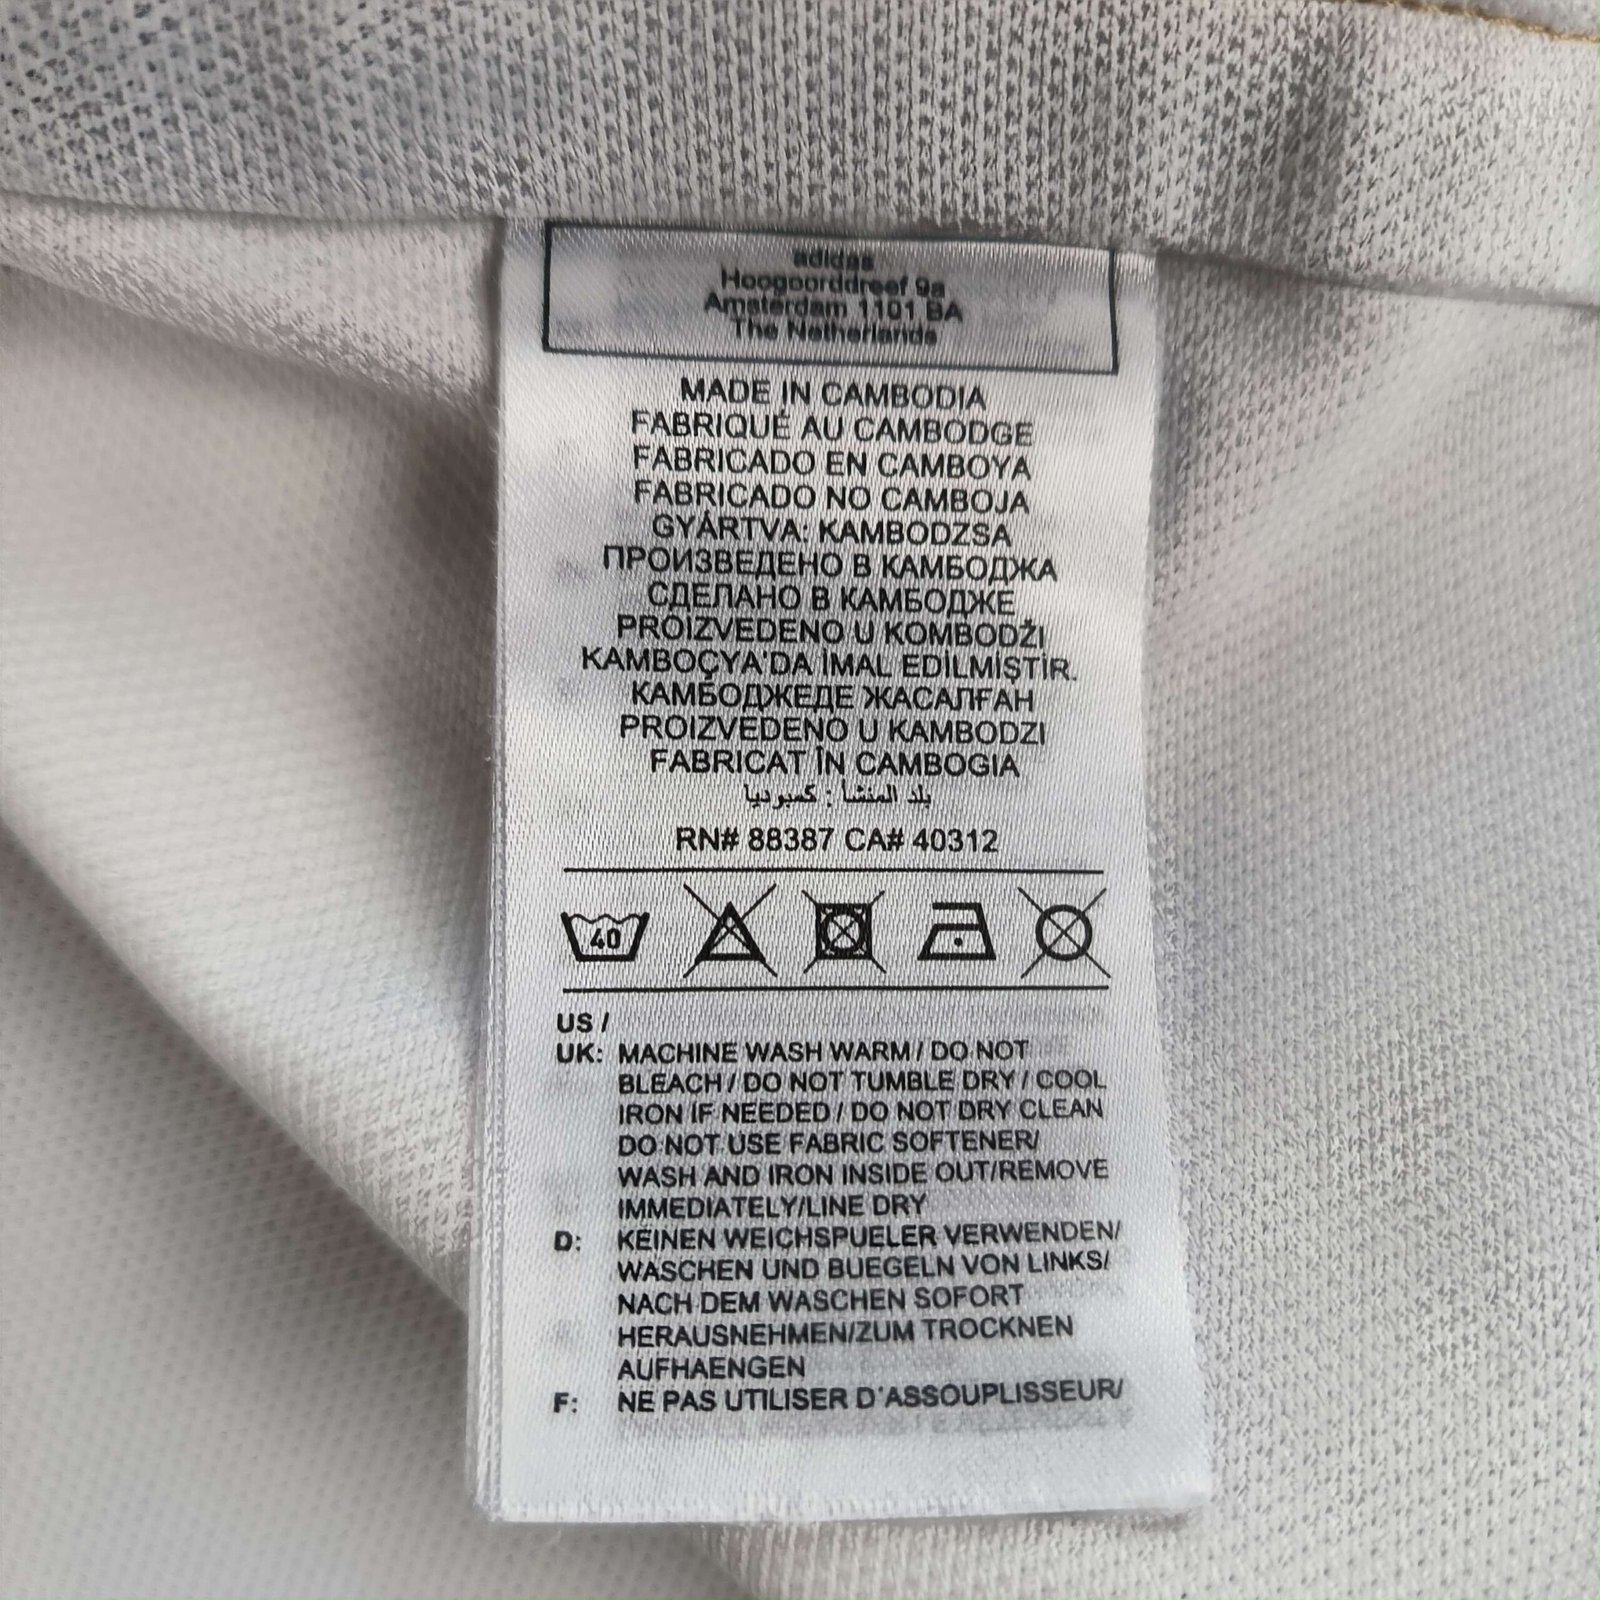 adidas
Hoogoorddreef 9a
Amsterdam 1101 BA
The Netherlands
MADE IN CAMBODIA
FABRIQUÉ AU CAMBODGE
FABRICADO EN CAMBOYA
FABRICADO NO CAMBOJA
GYÁRTVA: KAMBODZSA
ПРОИЗВЕДЕНО В КАМБОДЖА
СДЕЛАНО В КАМБОДЖЕ
PROIZVEDENO U KOMBODŽI
KAMBOÇYA'DA İMAL EDİLMİŞTİR.
КАМБОДЖЕДЕ ЖАСАЛҒАН
PROIZVEDENO U KAMBODZI
FABRICAT ÎN CAMBOGIA
بلد المنشأ : كمبوديا
RN# 88387 CA# 40312
40
US /
UK: MACHINE WASH WARM / DO NOT
BLEACH / DO NOT TUMBLE DRY / COOL
IRON IF NEEDED / DO NOT DRY CLEAN
DO NOT USE FABRIC SOFTENER/
WASH AND IRON INSIDE OUT/REMOVE
IMMEDIATELY/LINE DRY
D: KEINEN WEICHSPUELER VERWENDEN/
WASCHEN UND BUEGELN VON LINKS/
NACH DEM WASCHEN SOFORT
HERAUSNEHMEN/ZUM TROCKNEN
AUFHAENGEN
F: NE PAS UTILISER D'ASSOUPLISSEUR/